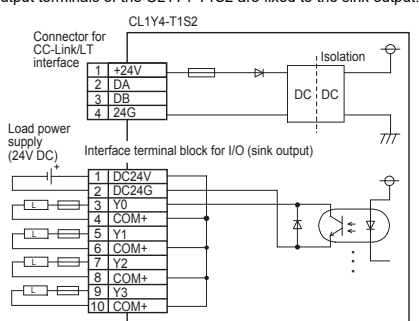 output terminals of the CL1Y4-T1S2 are fixed to the sink output.
CL1Y4-T1S2
Connector for
CC-Link/LT
interface
Isolation
1 +24V
2 DA
3 DB
4 24G
DC DC
Load power
supply
(24V DC)
+
Interface terminal block for I/O (sink output)
1 DC24V
2 DC24G
L 3 Y0
4 COM+
L 5 Y1
6 COM+
L 7 Y2
8 COM+
L 9 Y3
10 COM+